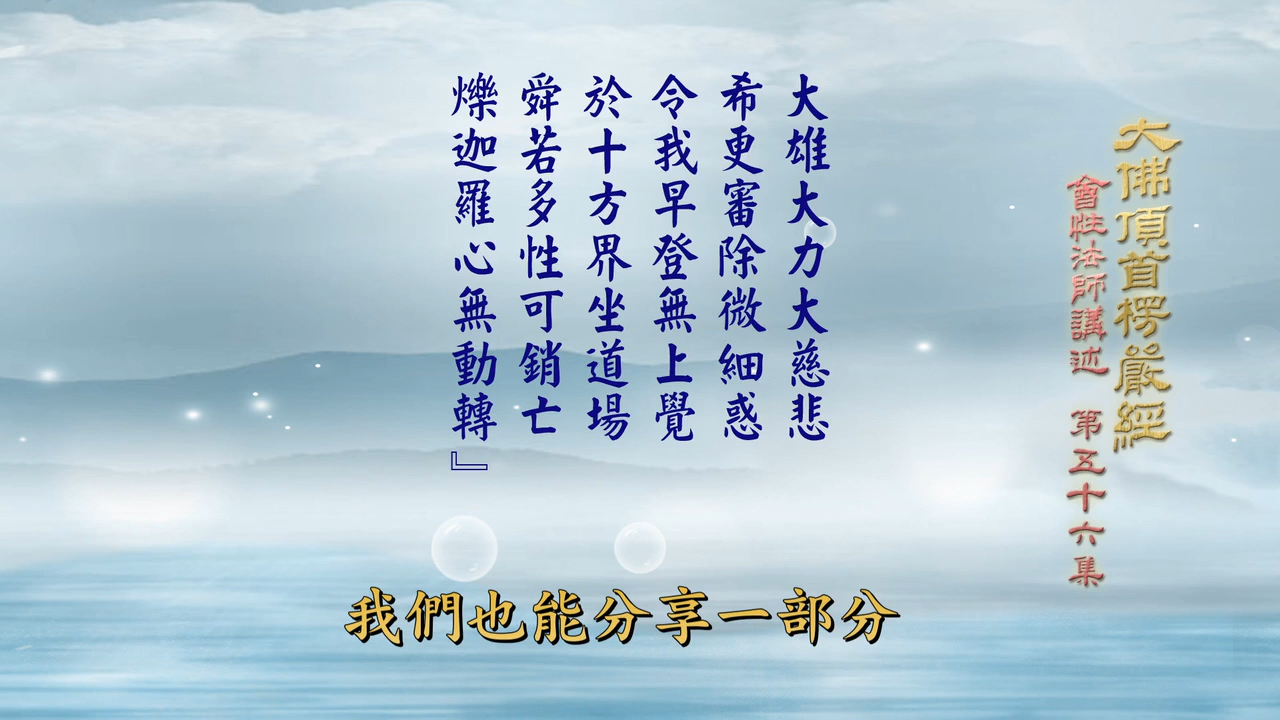 大佛頂首楞嚴經
會性法師講述 第五十六集
大雄大力大慈悲
希更審除微細惑
令我早登無上覺
於十方界坐道場
舜若多性可銷亡
爍迦羅心無動轉』
我們也能分享一部分